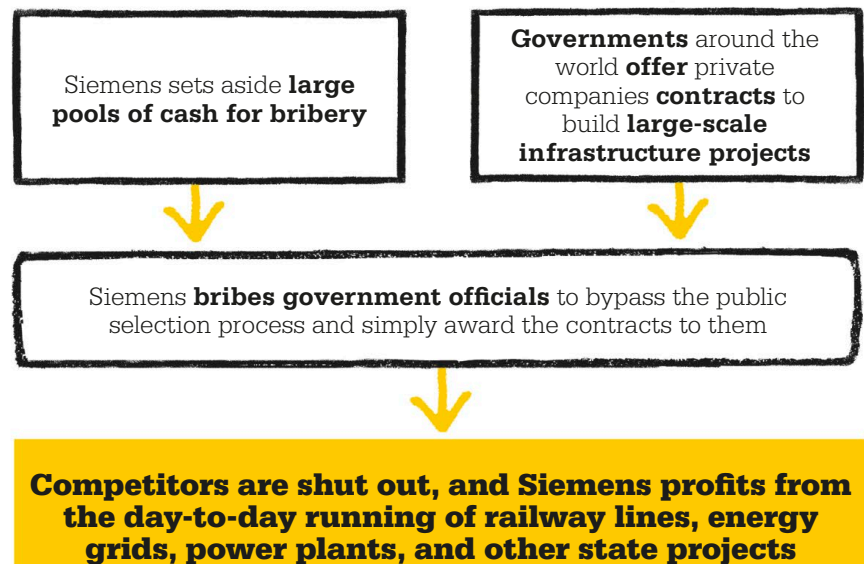 Siemens sets aside large
pools of cash for bribery
Governments around the
world offer private
companies contracts to
build large-scale
infrastructure projects
Siemens bribes government officials to bypass the public
selection process and simply award the contracts to them
Competitors are shut out, and Siemens profits from
the day-to-day running of railway lines, energy
grids, power plants, and other state projects